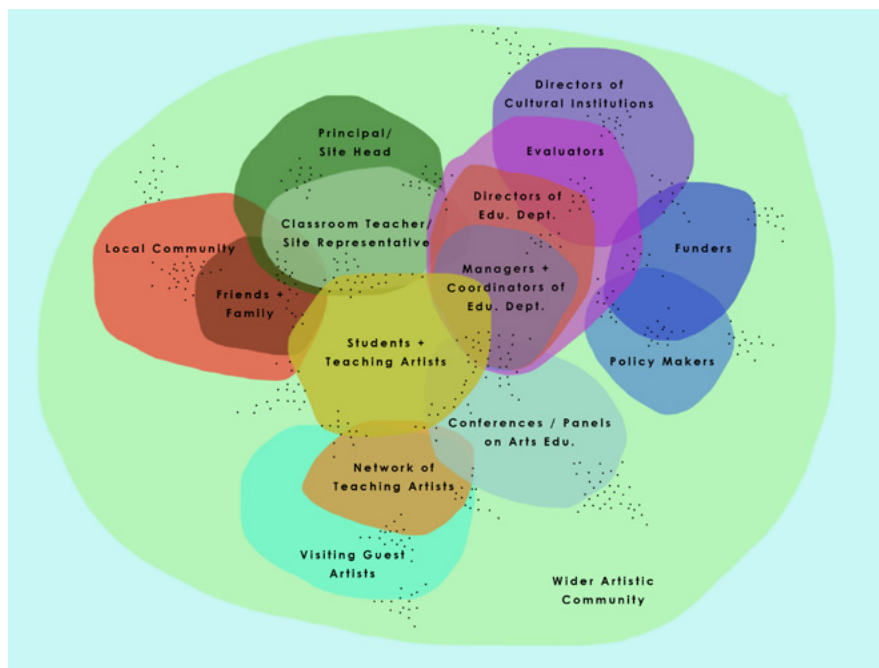 Directors of
Cultural Institutions
Principal/
Site Head
Evaluators
Directors of
Edu. Dept.
Classroom Teacher/
Site Representative
Local Community
Funders
Managers +
Coordinators of
Edu. Dept.
Friends +
Family
Students +
Teaching Artists
Policy Makers
Conferences / Panels
on Arts Edu.
Network of
Teaching Artists
Visiting Guest
Artists
Wider Artistic
Community